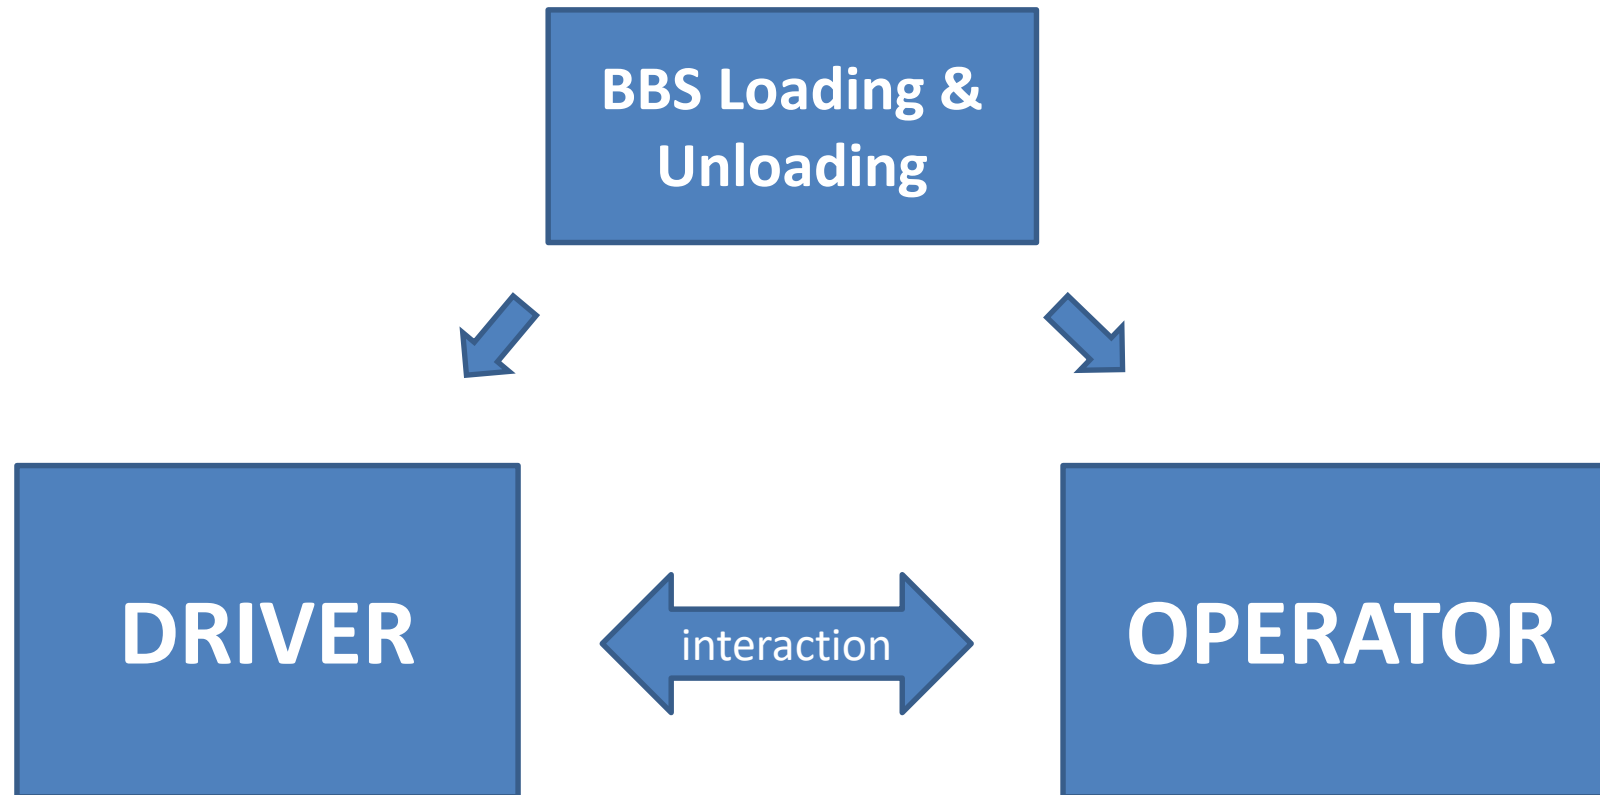 BBS Loading &
Unloading
DRIVER
interaction
OPERATOR